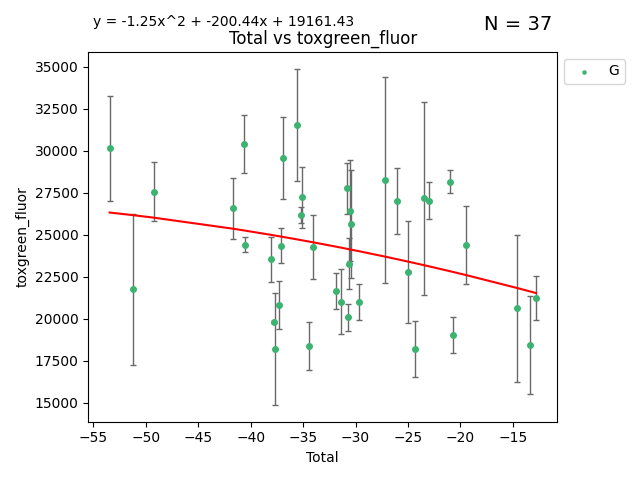 y = -1.25x^2 + -200.44x + 19161.43
N = 37
Total vs toxgreen_fluor
G
35000
32500
30000
27500
25000
22500
20000
17500
15000
toxgreen_fluor
−55 −50 −45 −40 −35 −30 −25 −20 −15
Total